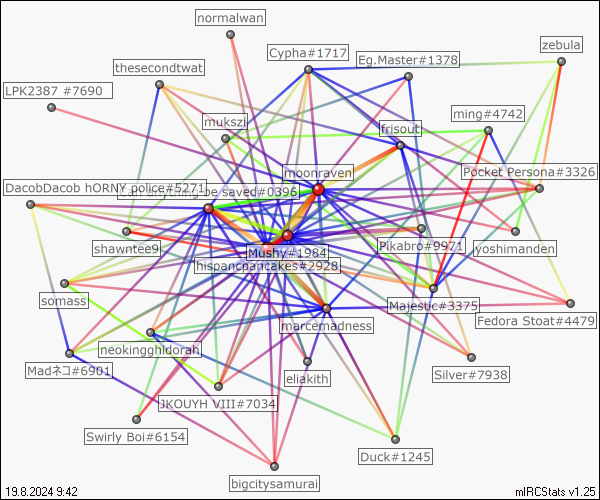 normalwan
Cypha#1717
Eg.Master#1378
zebula
thesecondtwat
LPK2387 #7690
ming#4742
mukszi
frisout
moonraven
Pocket Persona#3326
DacobDacob hORNY police#5271
be saved#0396
shawntee9
Mushy#1984
Pikabro#9971
yoshimanden
hispancpancakes#2928
somass
Majestic#3375
Fedora Stoat#4479
marcemadness
neokingghidorah
Madネコ#6901
eliakith
Silver#7938
JKOUYH VIII#7034
Swirly Boi#6154
Duck#1245
bigcitysamurai
19.8.2024 9:42
mIRCStats v1.25